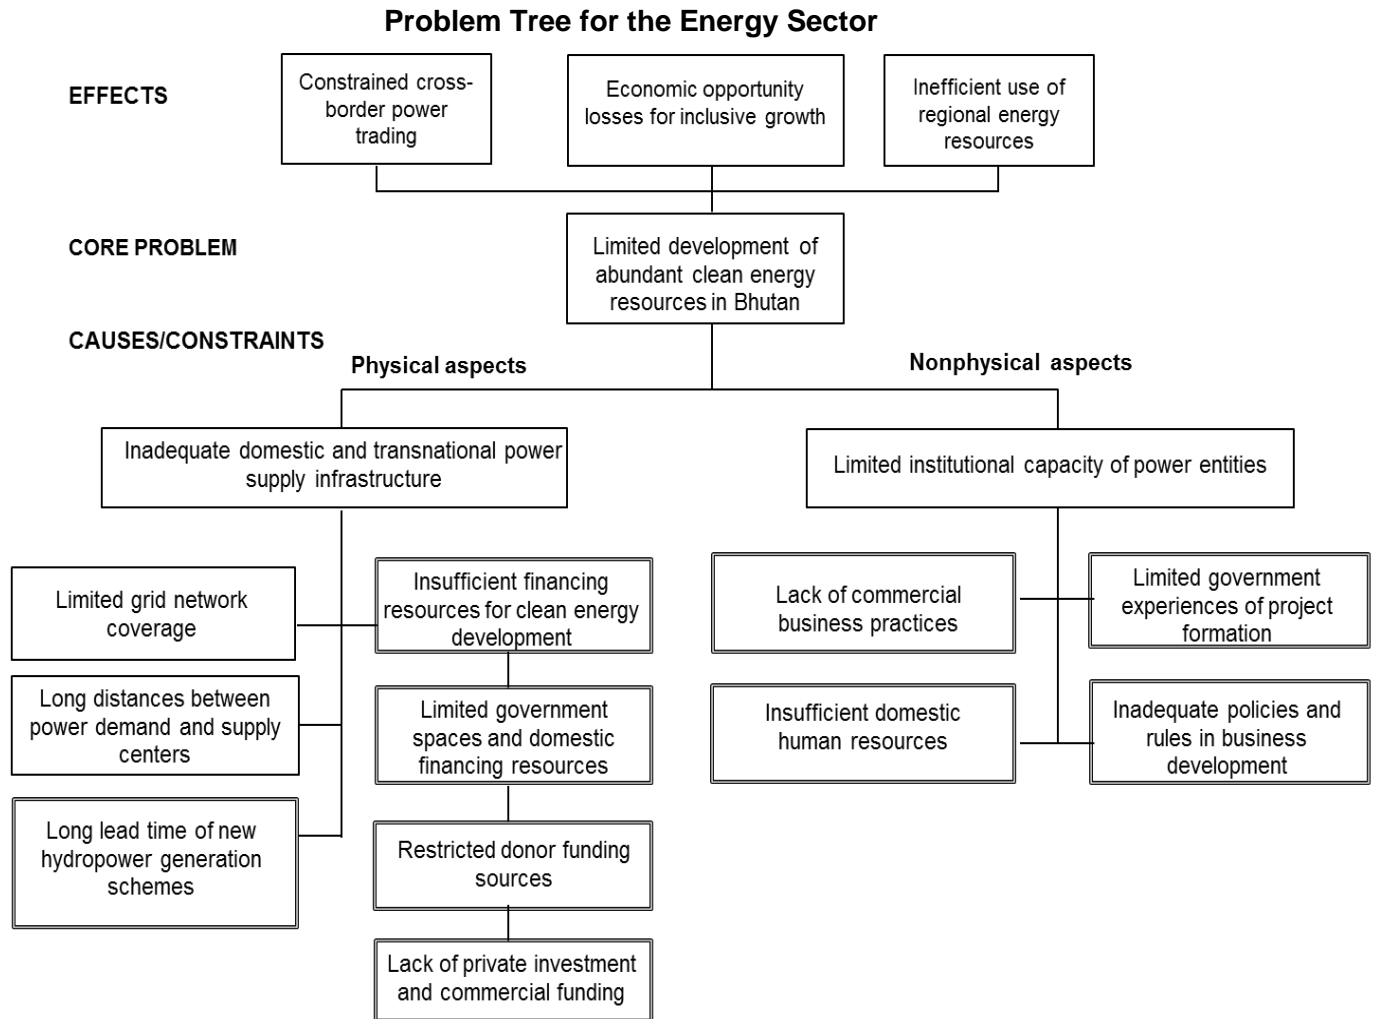 Problem Tree for the Energy Sector
EFFECTS
Constrained cross-
border power
trading
Economic opportunity
losses for inclusive growth
Inefficient use of
regional energy
resources
CORE PROBLEM
Limited development of
abundant clean energy
resources in Bhutan
CAUSES/CONSTRAINTS
Physical aspects
Nonphysical aspects
Inadequate domestic and transnational power
supply infrastructure
Limited institutional capacity of power entities
Limited grid network
coverage
Insufficient financing
resources for clean energy
development
Lack of commercial
business practices
Limited government
experiences of project
formation
Long distances between
power demand and supply
centers
Limited government
spaces and domestic
financing resources
Insufficient domestic
human resources
Inadequate policies and
rules in business
development
Long lead time of new
hydropower generation
schemes
Restricted donor funding
sources
Lack of private investment
and commercial funding